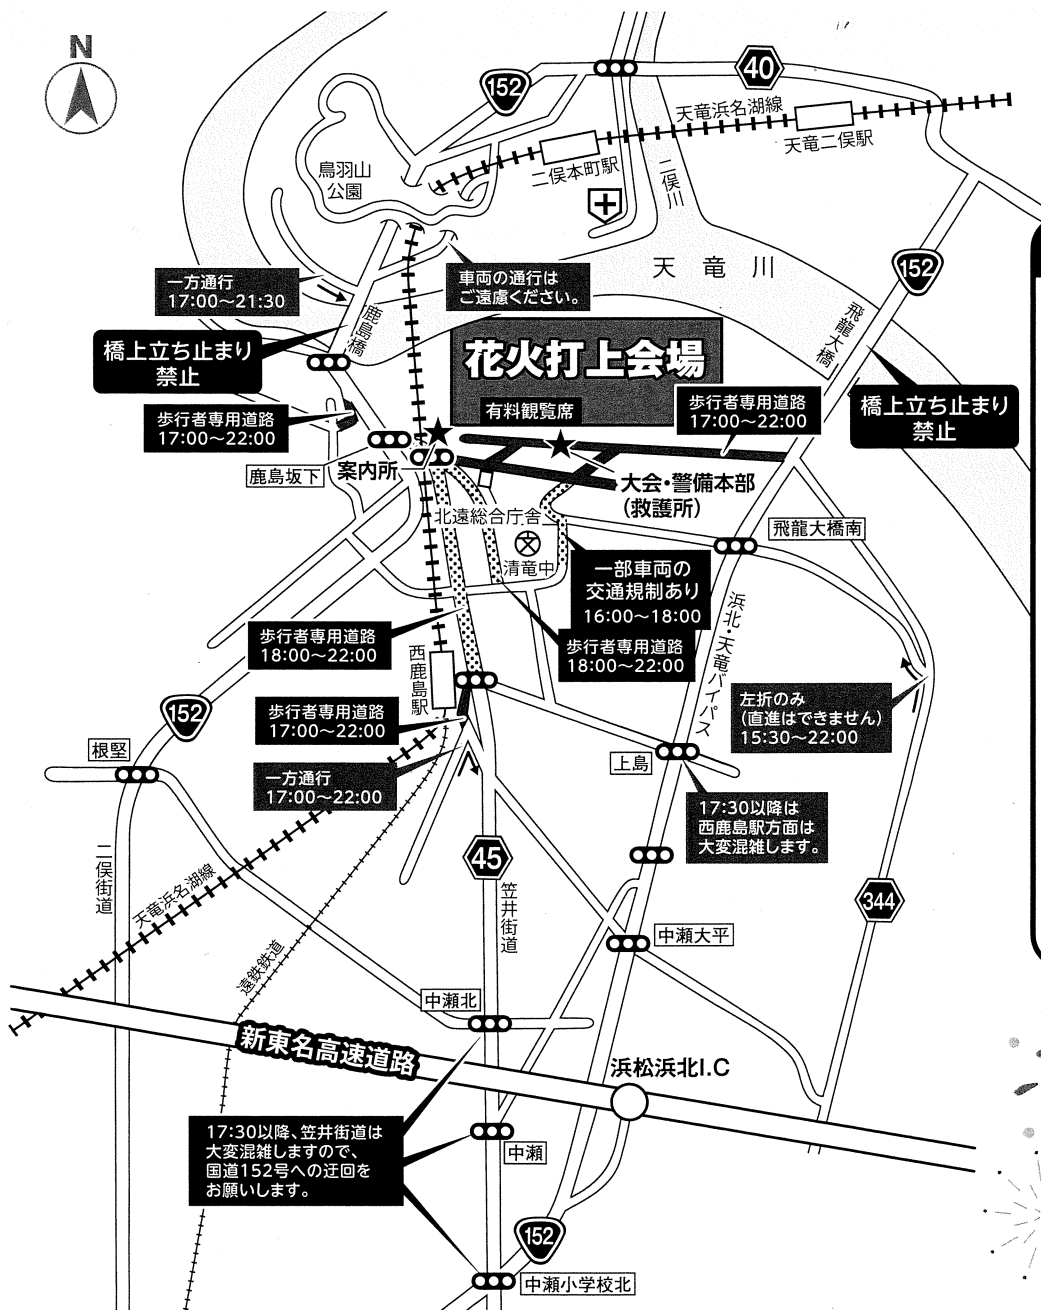 N
152
40
天竜浜名湖線
天竜二俣駅
二俣本町駅
鳥羽山
公園
二俣川
天竜川
152
一方通行
17:00～21:30
車両の通行は
ご遠慮ください。
鹿島橋
飛龍大橋
橋上立ち止まり
禁止
花火打上会場
有料観覧席
歩行者専用道路
17:00～22:00
橋上立ち止まり
禁止
歩行者専用道路
17:00～22:00
鹿島坂下
案内所
大会・警備本部
（救護所）
北遠総合庁舎
飛龍大橋南
清竜中
一部車両の
交通規制あり
16:00～18:00
歩行者専用道路
18:00～22:00
歩行者専用道路
18:00～22:00
浜北・天竜バイパス
西鹿島駅
152
歩行者専用道路
17:00～22:00
左折のみ
（直進はできません）
15:30～22:00
根堅
上島
一方通行
17:00～22:00
17:30以降は
西鹿島駅方面は
大変混雑します。
二俣街道
天竜浜名湖線
45
笠井街道
344
中瀬大平
遠鉄鉄道
中瀬北
新東名高速道路
浜松浜北I.C
17:30以降、笠井街道は
大変混雑しますので、
国道152号への迂回を
お願いします。
中瀬
152
中瀬小学校北